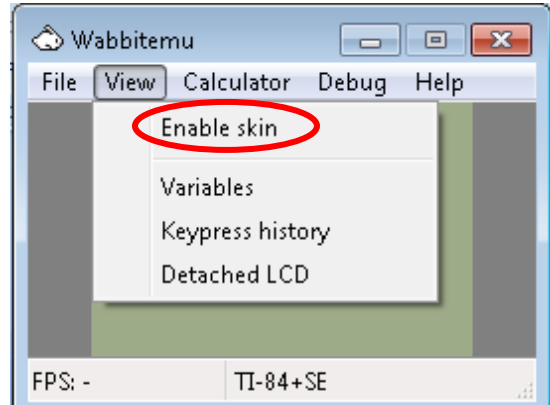 Wabbitemu
File View Calculator Debug Help
Enable skin
Variables
Keypress history
Detached LCD
FPS: - TI-84+SE